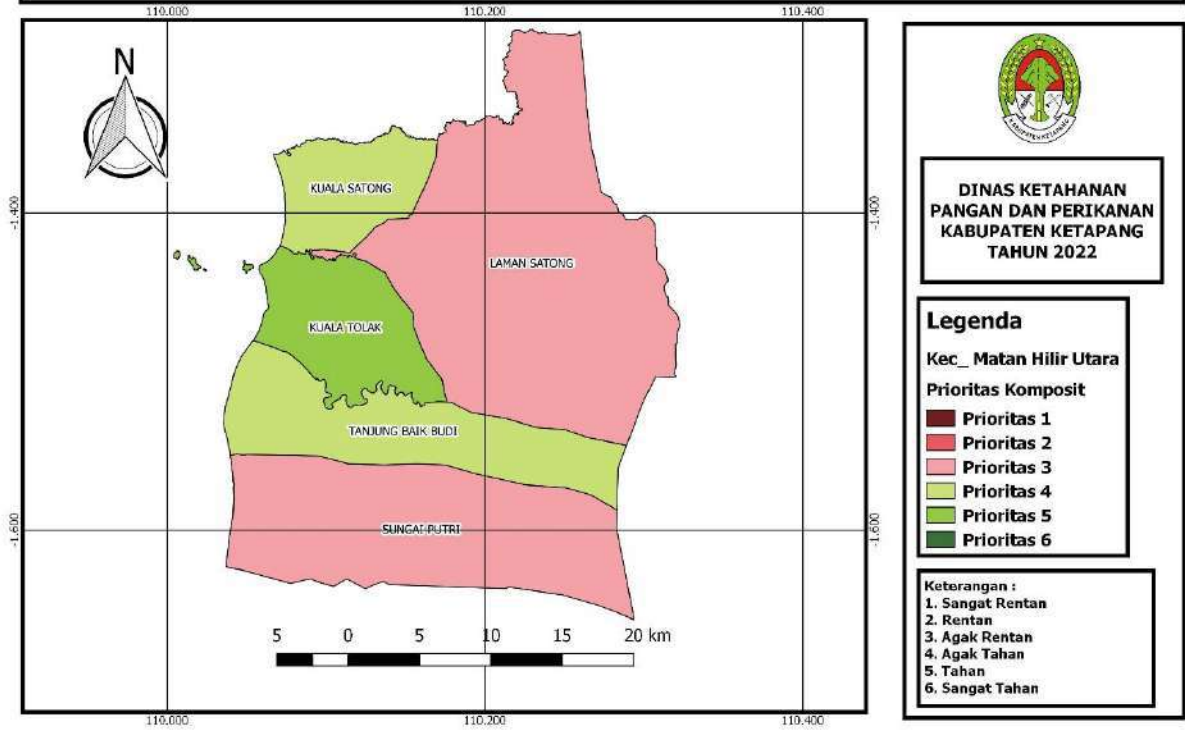 110.000
110.200
110.400
N
-1.400
-1.400
KUALA SATONG
LAMAN SATONG
KUALA TOLAK
TANJUNG BAIK BUDI
-1.600
-1.600
SUNGAI PUTRI
5 0 5 10 15 20 km
110.000
110.200
110.400
KABUPATEN KETAPANG
DINAS KETAHANAN
PANGAN DAN PERIKANAN
KABUPATEN KETAPANG
TAHUN 2022
Legenda
Kec_ Matan Hilir Utara
Prioritas Komposit
Prioritas 1
Prioritas 2
Prioritas 3
Prioritas 4
Prioritas 5
Prioritas 6
Keterangan :
1. Sangat Rentan
2. Rentan
3. Agak Rentan
4. Agak Tahan
5. Tahan
6. Sangat Tahan